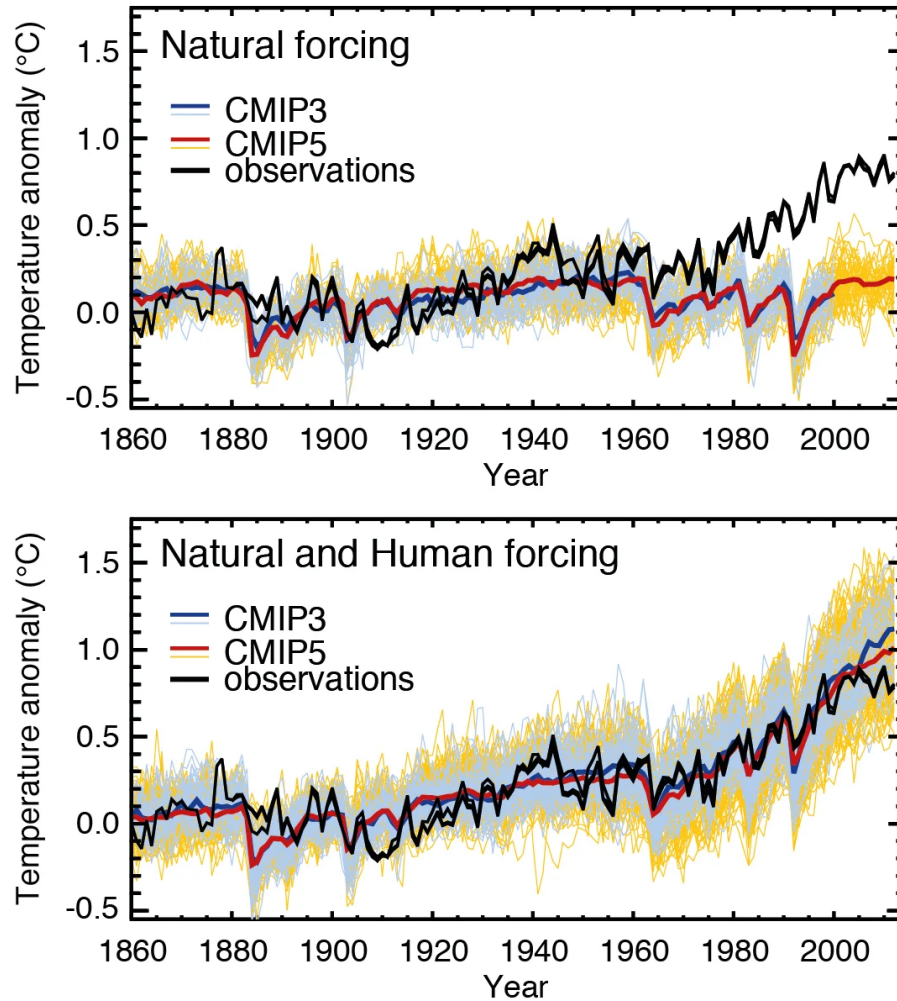 Natural forcing
CMIP3
CMIP5
observations
Temperature anomaly (°C)
1.5
1.0
0.5
0.0
-0.5
1860 1880 1900 1920 1940 1960 1980 2000
Year
Natural and Human forcing
CMIP3
CMIP5
observations
Temperature anomaly (°C)
1.5
1.0
0.5
0.0
-0.5
1860 1880 1900 1920 1940 1960 1980 2000
Year